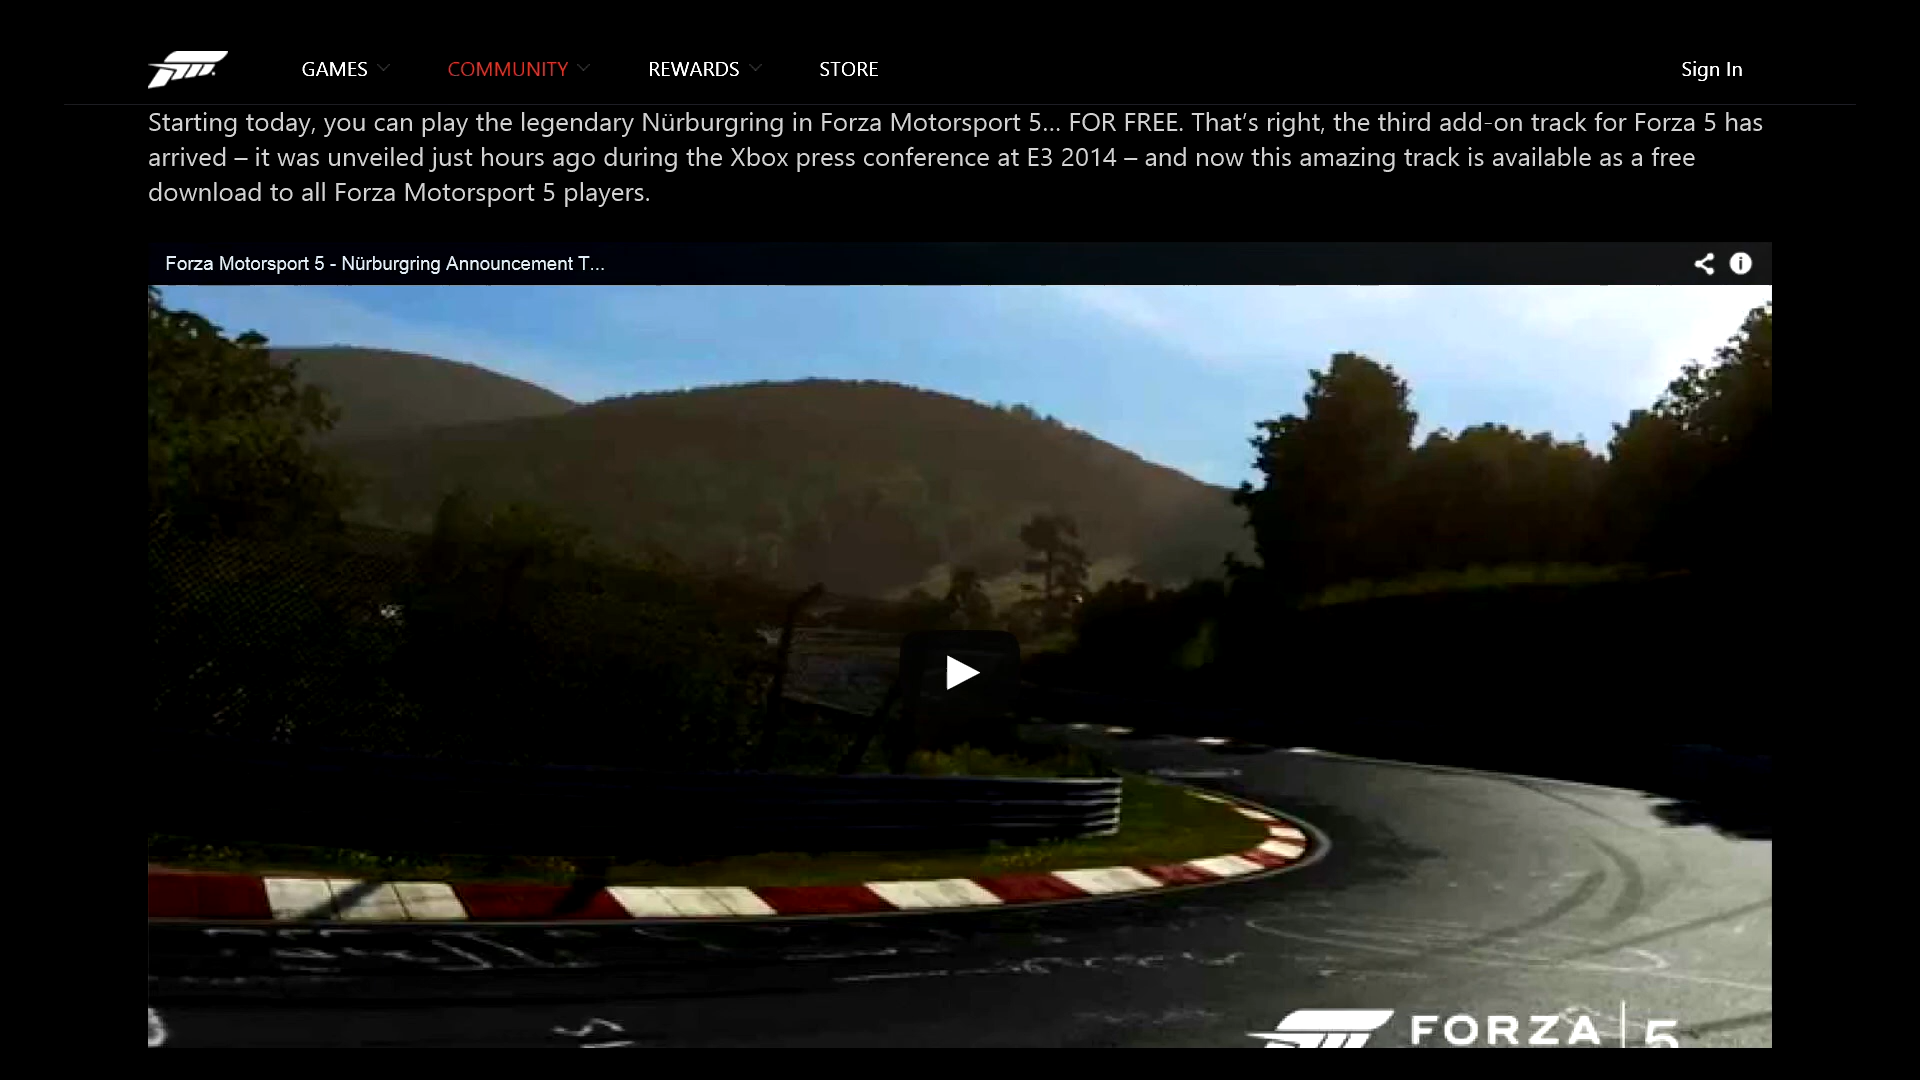 GAMES COMMUNITY REWARDS STORE Sign In
Starting today, you can play the legendary Nürburgring in Forza Motorsport 5… FOR FREE. That’s right, the third add-on track for Forza 5 has
arrived – it was unveiled just hours ago during the Xbox press conference at E3 2014 – and now this amazing track is available as a free
download to all Forza Motorsport 5 players.
Forza Motorsport 5 - Nürburgring Announcement T...
FORZA 5